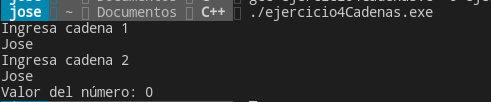 jose ~ Documentos C++ ./ejercicio4Cadenas.exe
Ingresa cadena 1
Jose
Ingresa cadena 2
Jose
Valor del número: 0